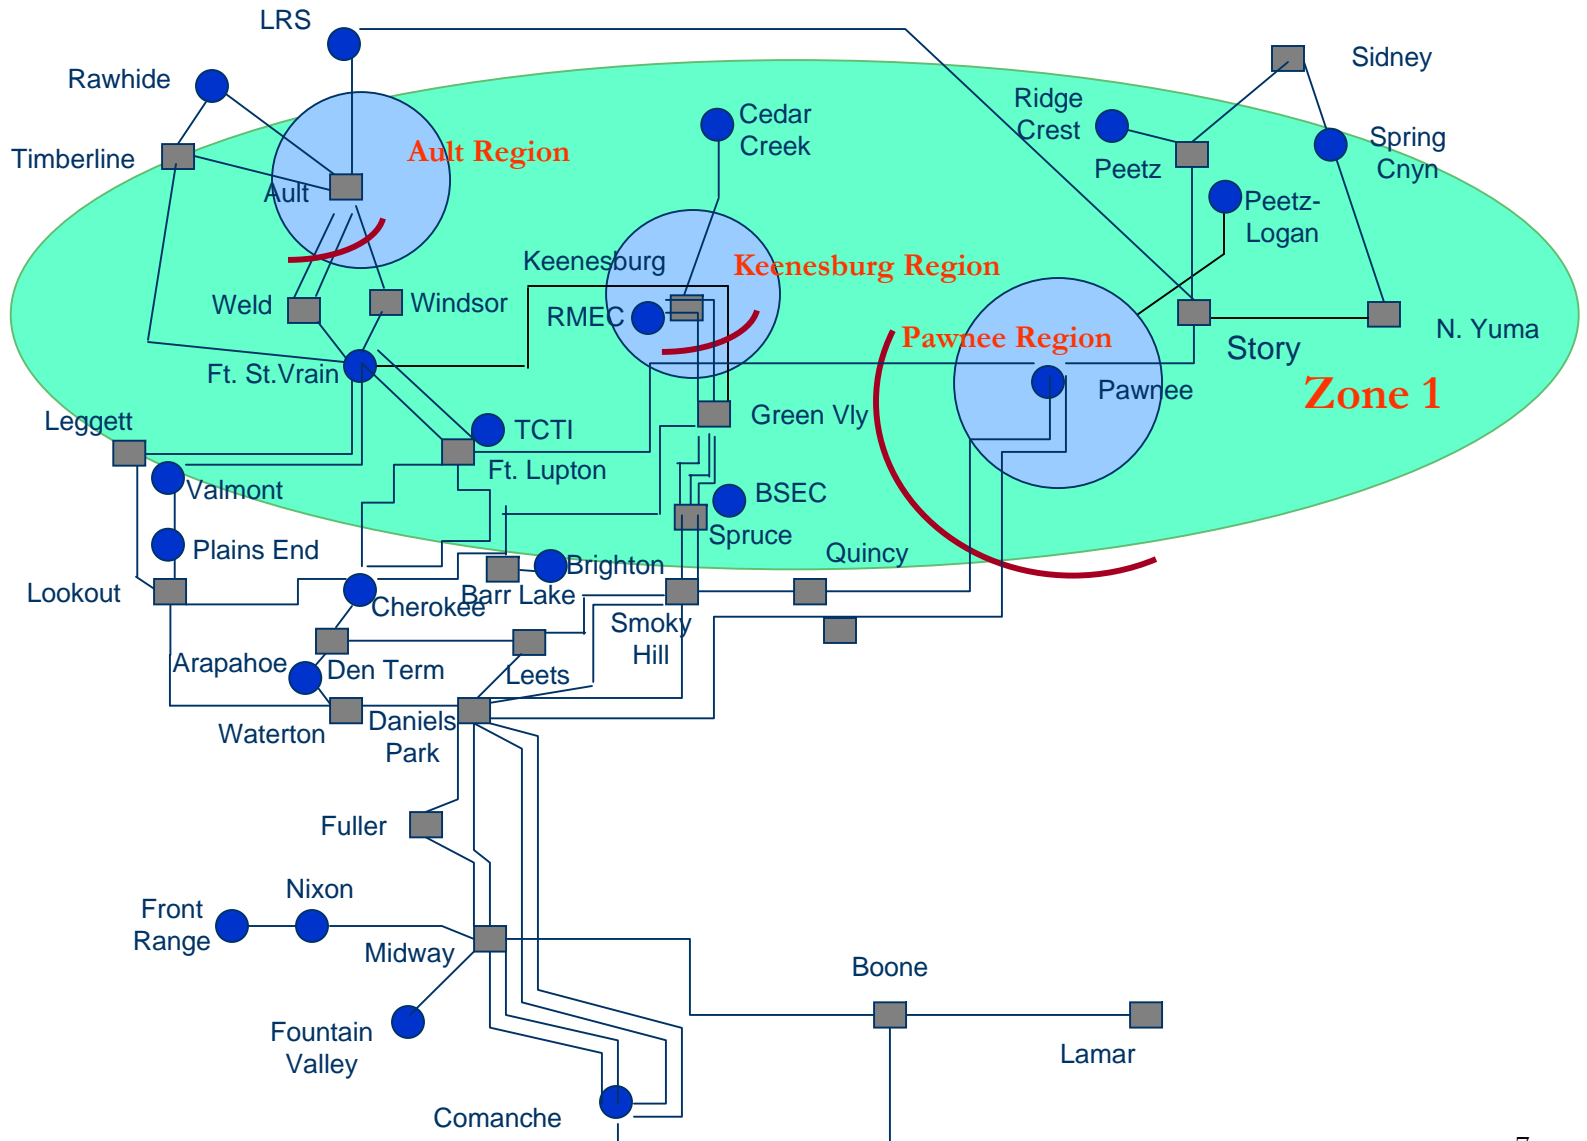 LRS
Rawhide
Sidney
Ridge
Crest
Cedar
Creek
Spring
Cnyn
Timberline
Ault Region
Peetz
Ault
Peetz-
Logan
Keenesburg
Keenesburg Region
Weld
Windsor
RMEC
Pawnee Region
N. Yuma
Story
Ft. St.Vrain
Zone 1
Pawnee
Leggett
Green Vly
TCTI
Ft. Lupton
Valmont
BSEC
Spruce
Plains End
Quincy
Brighton
Lookout
Barr Lake
Cherokee
Smoky
Hill
Arapahoe
Den Term
Leets
Waterton
Daniels
Park
Fuller
Nixon
Front
Range
Midway
Boone
Fountain
Valley
Lamar
Comanche